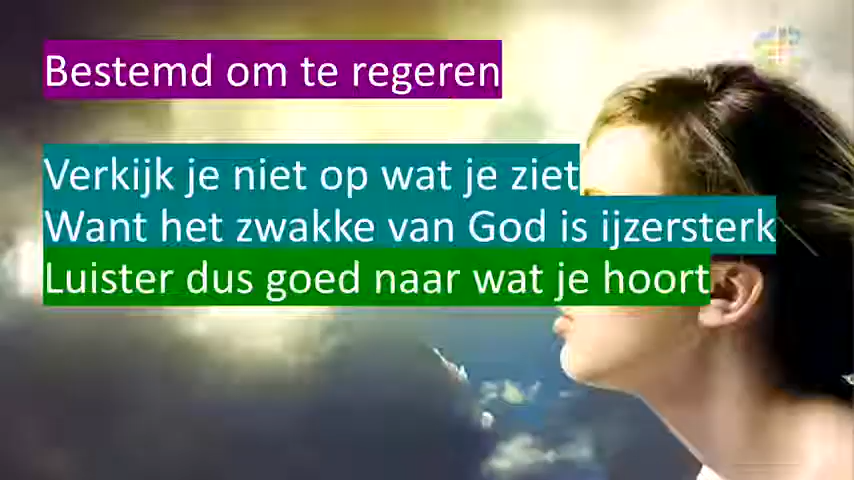 Bestemd om te regeren
Verkijk je niet op wat je ziet
Want het zwakke van God is ijzersterk
Luister dus goed naar wat je hoort